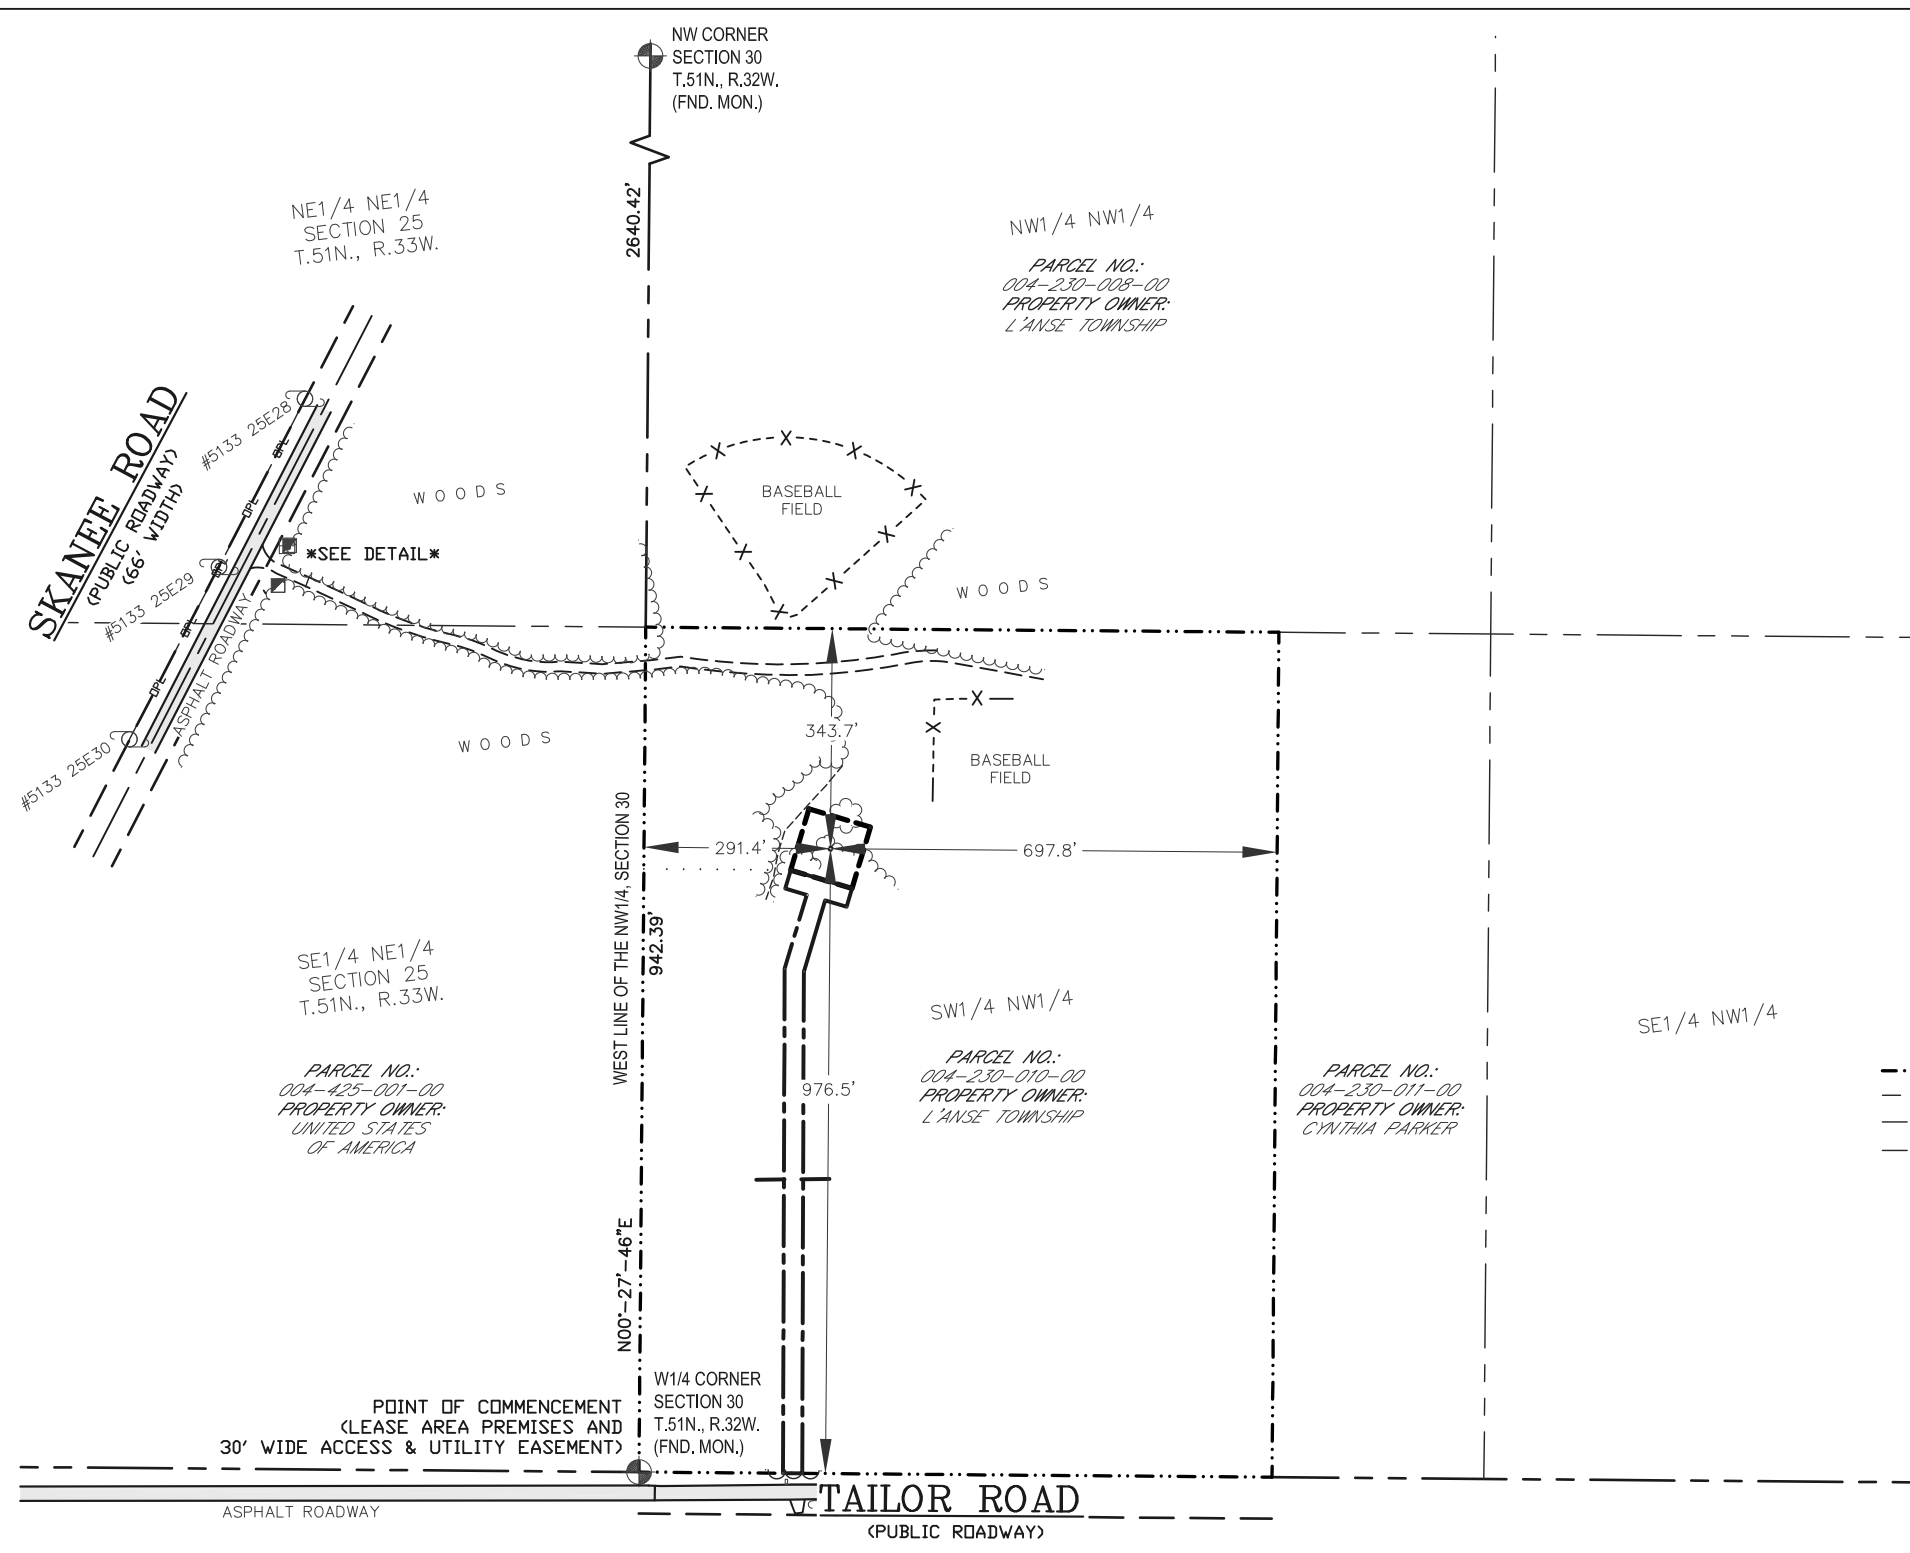 NW CORNER
SECTION 30
T.51N., R.32W.
(FND. MON.)
2640.42'
NE1/4 NE1/4
SECTION 25
T.51N., R.33W.
NW1/4 NW1/4
PARCEL NO.:
004-230-008-00
PROPERTY OWNER:
L'ANSE TOWNSHIP
SKANEE ROAD
(PUBLIC ROADWAY)
(66' WIDTH)
#5133 25E28
#5133 25E29
#5133 25E30
OPL
OPL
OPL
OPL
OPL
ASPHALT ROADWAY
*SEE DETAIL*
WOODS
BASEBALL
FIELD
WOODS
WOODS
343.7'
BASEBALL
FIELD
291.4'
697.8'
WEST LINE OF THE NW1/4, SECTION 30
942.39'
N00°-27'-46"E
976.5'
SE1/4 NE1/4
SECTION 25
T.51N., R.33W.
PARCEL NO.:
004-425-001-00
PROPERTY OWNER:
UNITED STATES
OF AMERICA
SW1/4 NW1/4
PARCEL NO.:
004-230-010-00
PROPERTY OWNER:
L'ANSE TOWNSHIP
SE1/4 NW1/4
PARCEL NO.:
004-230-011-00
PROPERTY OWNER:
CYNTHIA PARKER
W1/4 CORNER
SECTION 30
T.51N., R.32W.
(FND. MON.)
POINT OF COMMENCEMENT
(LEASE AREA PREMISES AND
30' WIDE ACCESS & UTILITY EASEMENT)
ASPHALT ROADWAY
TAILOR ROAD
(PUBLIC ROADWAY)